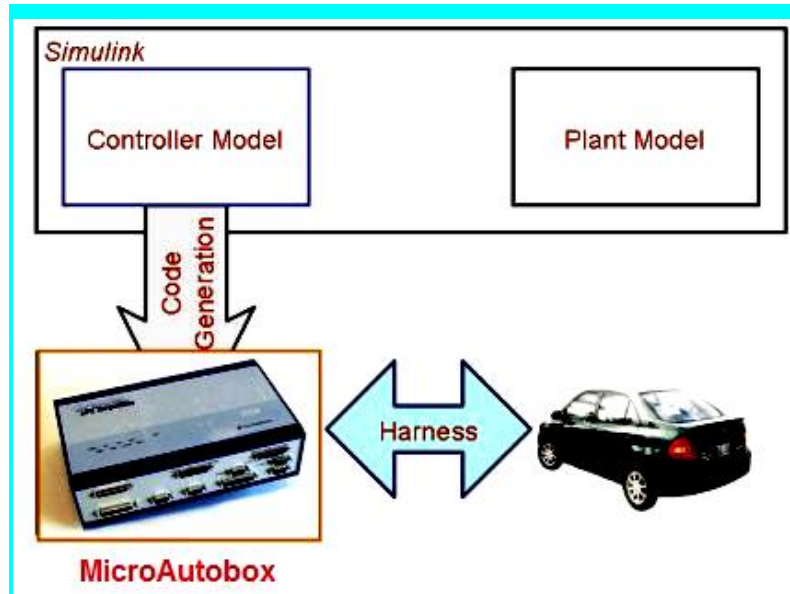 Simulink
Controller Model
Plant Model
Code
Generation
Harness
MicroAutobox